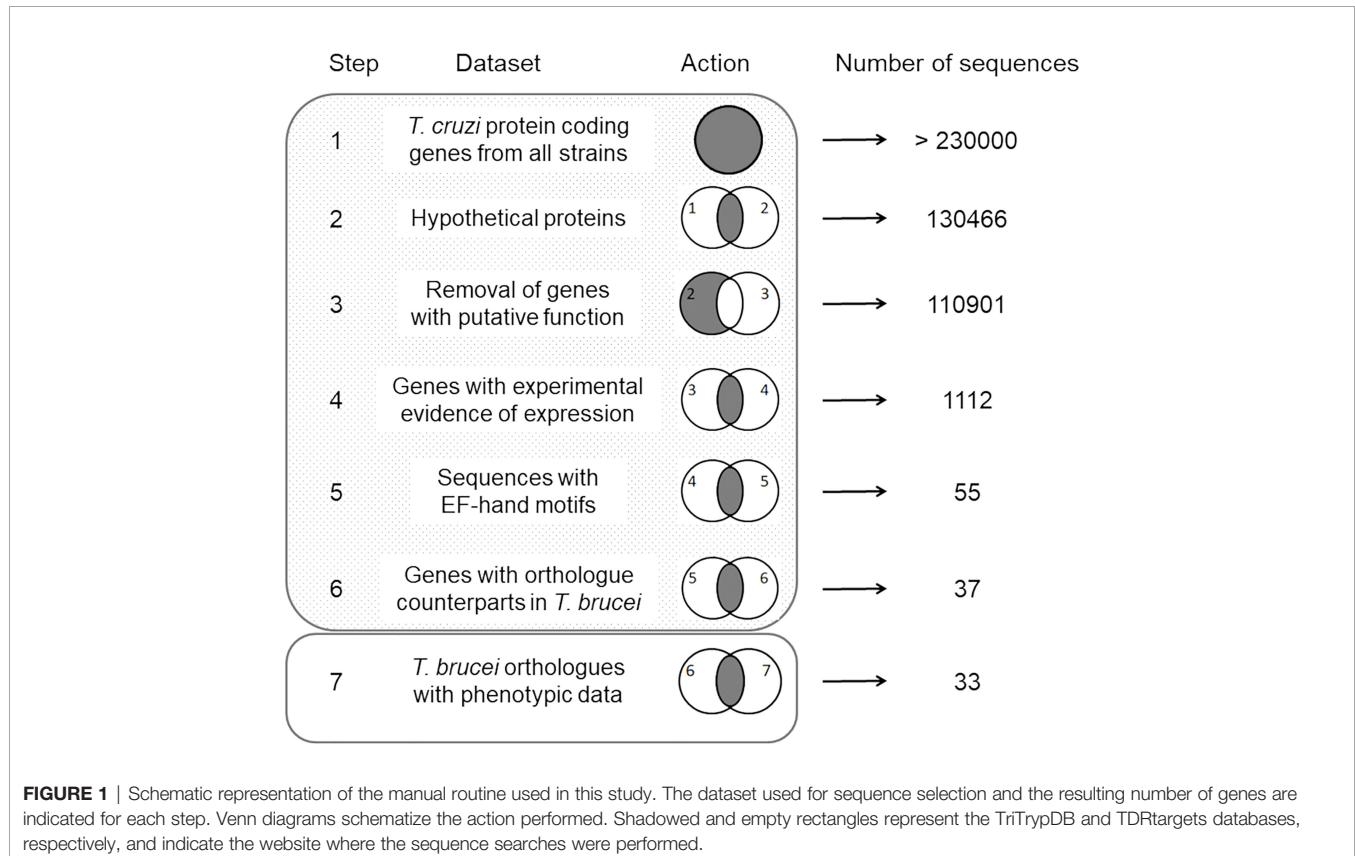 Step Dataset Action Number of sequences
1 T. cruzi protein coding genes from all strains > 230000
2 Hypothetical proteins 1 2 130466
3 Removal of genes with putative function 2 3 110901
4 Genes with experimental evidence of expression 3 4 1112
5 Sequences with EF-hand motifs 4 5 55
6 Genes with orthologue counterparts in T. brucei 5 6 37
7 T. brucei orthologues with phenotypic data 6 7 33
FIGURE 1 | Schematic representation of the manual routine used in this study. The dataset used for sequence selection and the resulting number of genes are
indicated for each step. Venn diagrams schematize the action performed. Shadowed and empty rectangles represent the TriTrypDB and TDRtargets databases,
respectively, and indicate the website where the sequence searches were performed.